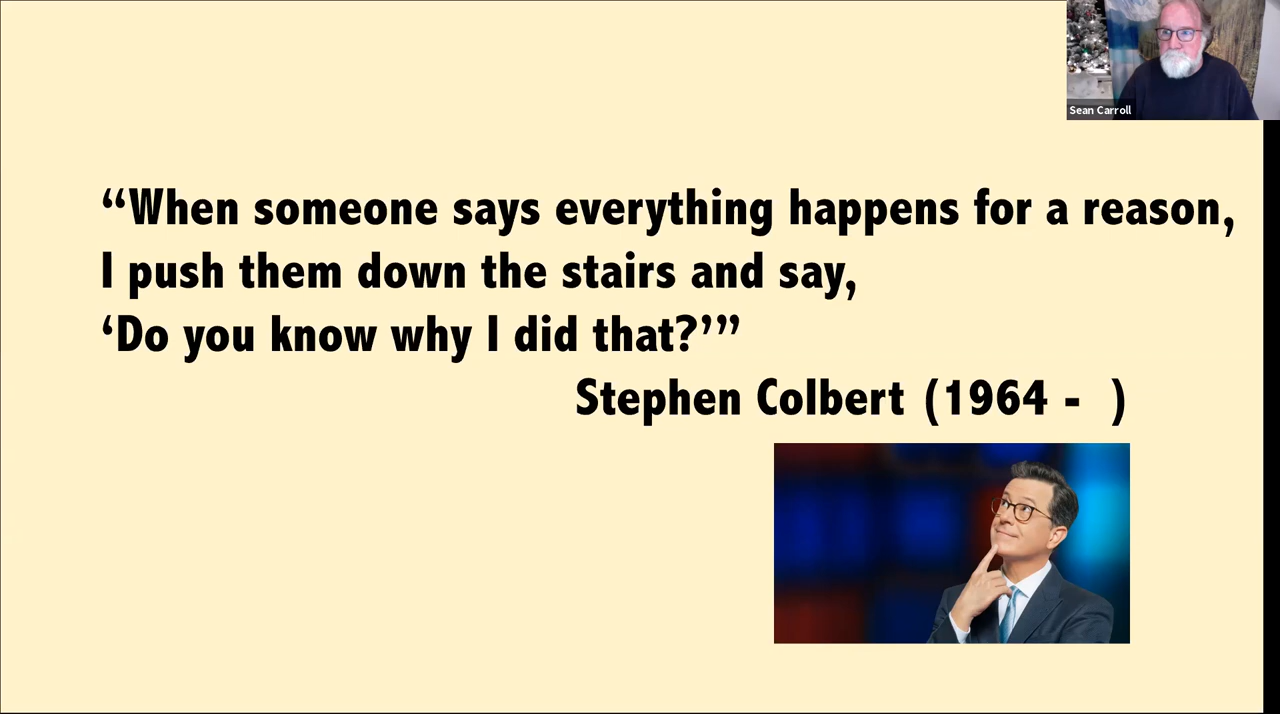 Sean Carroll
“When someone says everything happens for a reason,
I push them down the stairs and say,
‘Do you know why I did that?’”
Stephen Colbert (1964 -  )